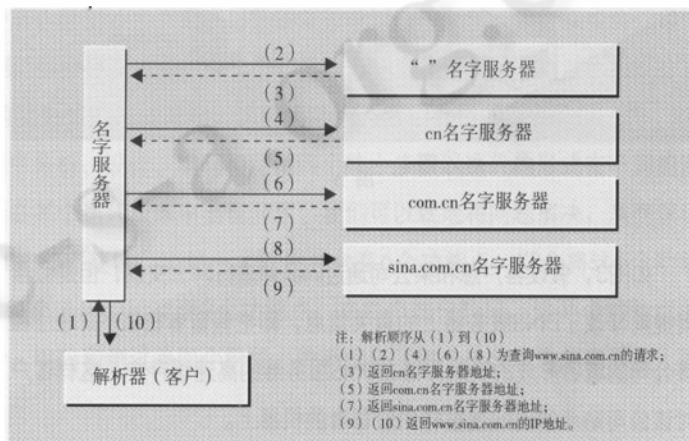 (2)
“ ”名字服务器
(3)
(4)
cn名字服务器
(5)
(6)
com.cn名字服务器
(7)
(8)
sina.com.cn名字服务器
(9)
名字服务器
(1)
(10)
解析器(客户)
注：解析顺序从(1)到(10)
(1)(2)(4)(6)(8)为查询www.sina.com.cn的请求；
(3)返回cn名字服务器地址；
(5)返回com.cn名字服务器地址；
(7)返回sina.com.cn名字服务器地址；
(9)(10)返回www.sina.com.cn的IP地址。